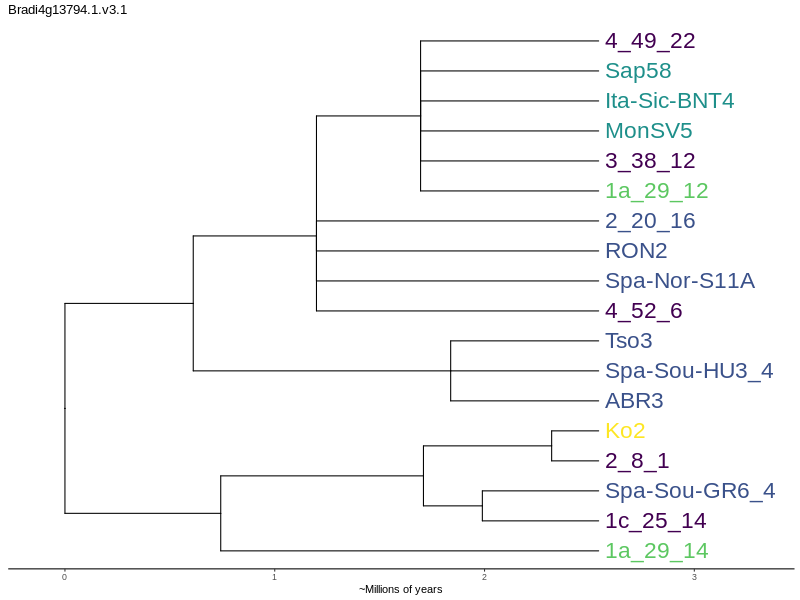 Bradi4g13794.1.v3.1
4_49_22
Sap58
Ita-Sic-BNT4
MonSV5
3_38_12
1a_29_12
2_20_16
RON2
Spa-Nor-S11A
4_52_6
Tso3
Spa-Sou-HU3_4
ABR3
Ko2
2_8_1
Spa-Sou-GR6_4
1c_25_14
1a_29_14
0 1 2 3
~Millions of years